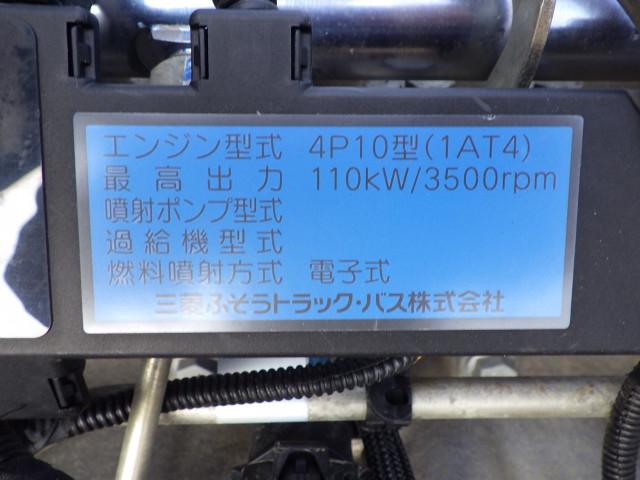 エンジン型式 4P10型(1AT4)
最高出力 110kW/3500rpm
噴射ポンプ型式
過給機型式
燃料噴射方式 電子式
三菱ふそうトラック・バス株式会社